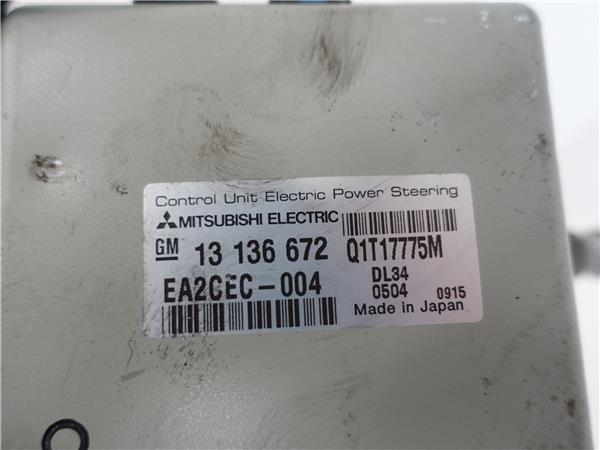 Control Unit Electric Power Steering
MITSUBISHI ELECTRIC
GM 13 136 672 Q1T17775M
EA2CEC-004 DL34
0504 0915
Made in Japan